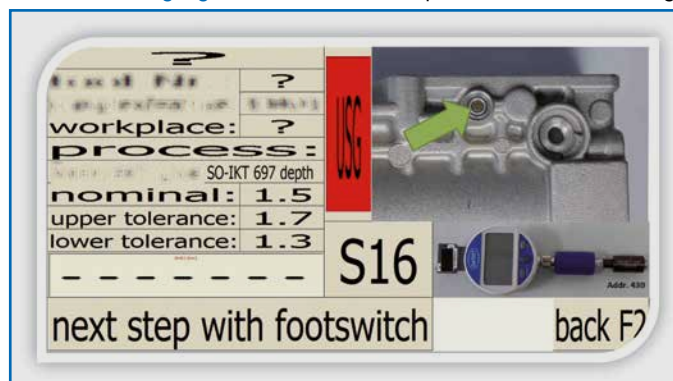 ?
?
workplace: ?
process:
SO-IKT 697 depth
nominal: 1.5
upper tolerance: 1.7
lower tolerance: 1.3
- - - - - - -
USG
S16
Addr. 430
next step with footswitch
back F2